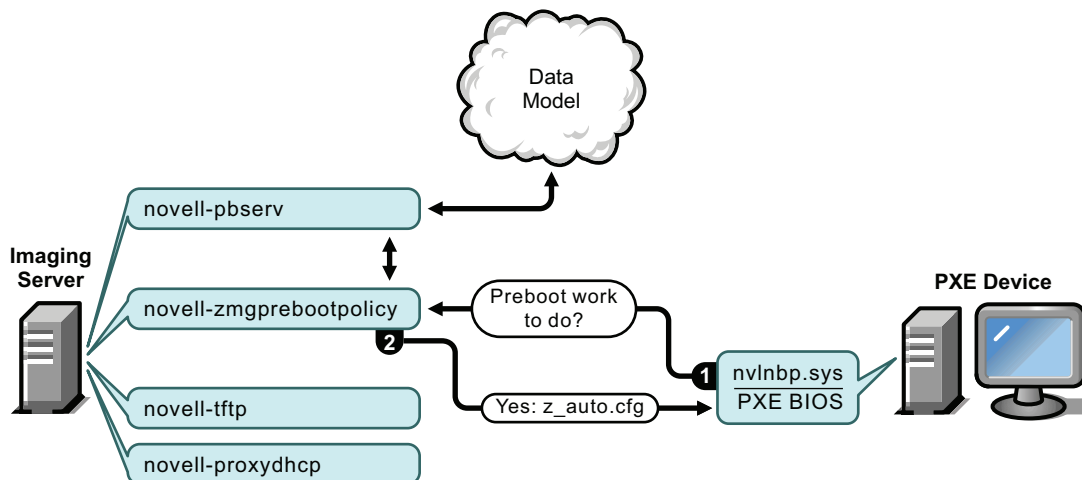 Data
Model
novell-pbserv
Imaging
Server
novell-zmgprebootpolicy
2
Preboot work
to do?
PXE Device
1
nvlnbp.sys
PXE BIOS
Yes: z_auto.cfg
novell-tftp
novell-proxydhcp